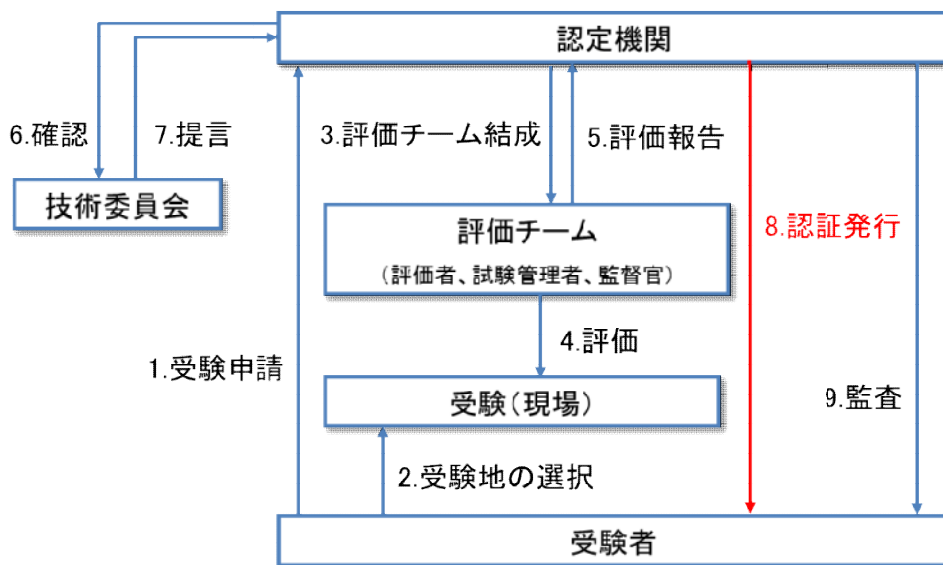 認定機関
6.確認
7.提言
3.評価チーム結成
5.評価報告
技術委員会
評価チーム
(評価者、試験管理者、監督官)
8.認証発行
4.評価
1.受験申請
受験(現場)
9.監査
2.受験地の選択
受験者